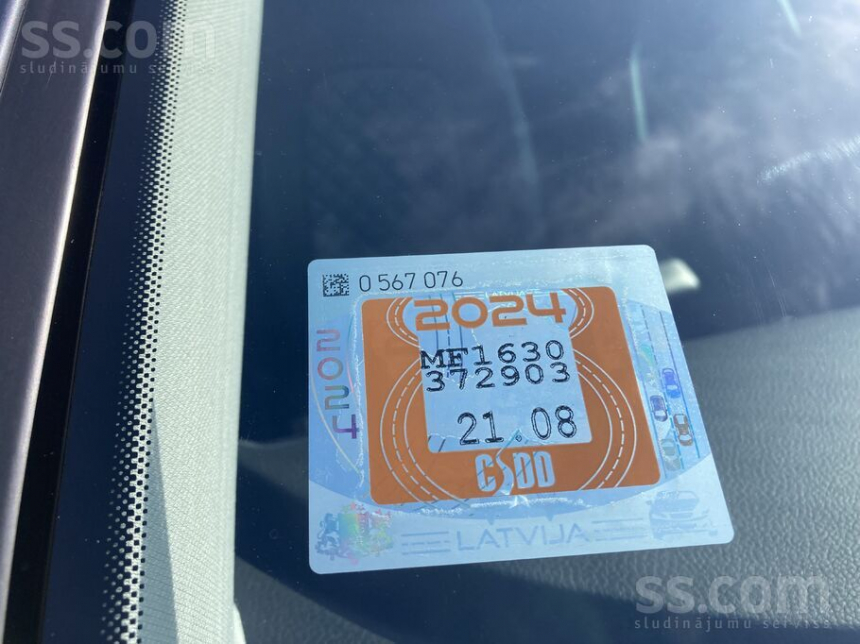 ss.com
sludinājumu serviss
0 567 076
2024
2024
MF1630
372903
21.08
CSDD
LATVIJA
ss.com
sludinājumu serviss